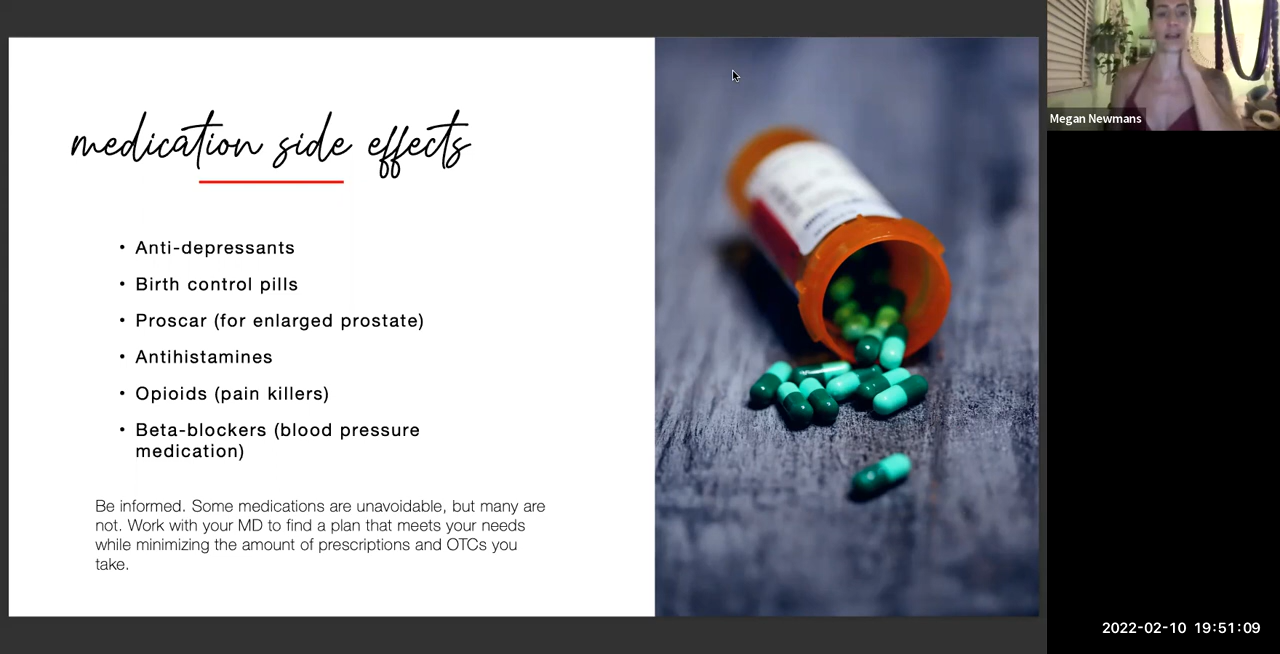 medication side effects
• Anti-depressants
• Birth control pills
• Proscar (for enlarged prostate)
• Antihistamines
• Opioids (pain killers)
• Beta-blockers (blood pressure
medication)
Be informed. Some medications are unavoidable, but many are
not. Work with your MD to find a plan that meets your needs
while minimizing the amount of prescriptions and OTCs you
take.
Megan Newmans
2022-02-10 19:51:09